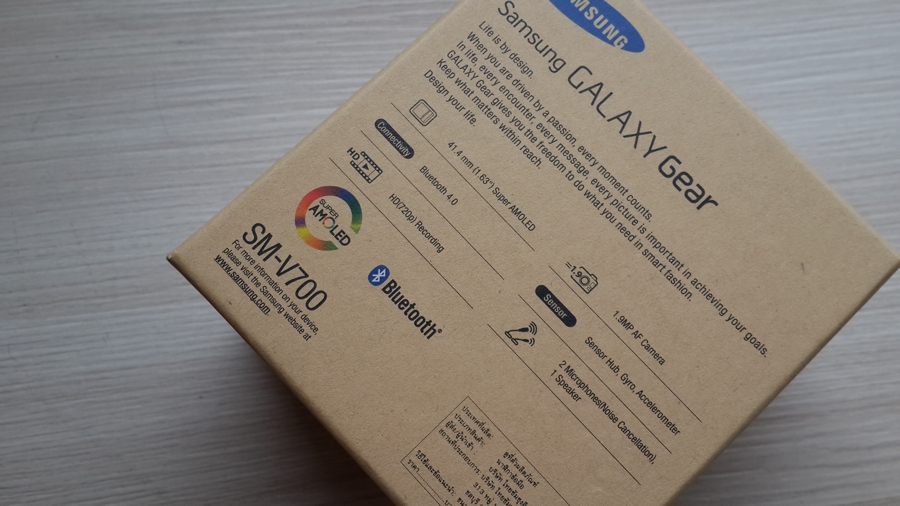 SAMSUNG
Samsung GALAXY Gear
Life is by design.
When you are driven by a passion, every moment counts.
In life, every encounter, every message, every picture is important in achieving your goals.
GALAXY Gear gives you the freedom to do what you need in smart fashion.
Keep what matters within reach.
Design your life.
41.4 mm (1.63") Super AMOLED
=1.9
1.9MP AF Camera
Connectivity
Bluetooth 4.0
Sensor
Sensor Hub, Gyro, Accelerometer
HD
HD(720p) Recording
2 Microphones(Noise Cancellation),
1 Speaker
SUPER
AMOLED
Bluetooth®
SM-V700
For more information on your device,
please visit the Samsung website at
www.samsung.com